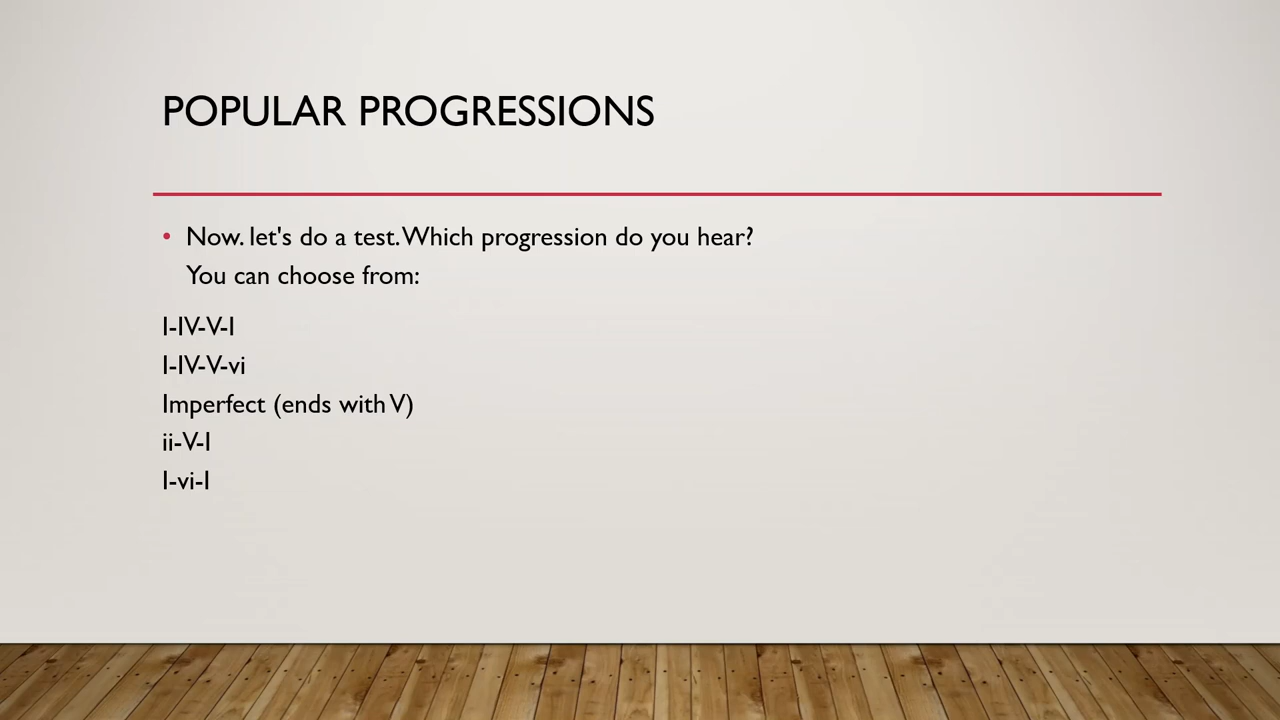 POPULAR PROGRESSIONS
• Now. let's do a test. Which progression do you hear?
You can choose from:
I-IV-V-I
I-IV-V-vi
Imperfect (ends with V)
ii-V-I
I-vi-I